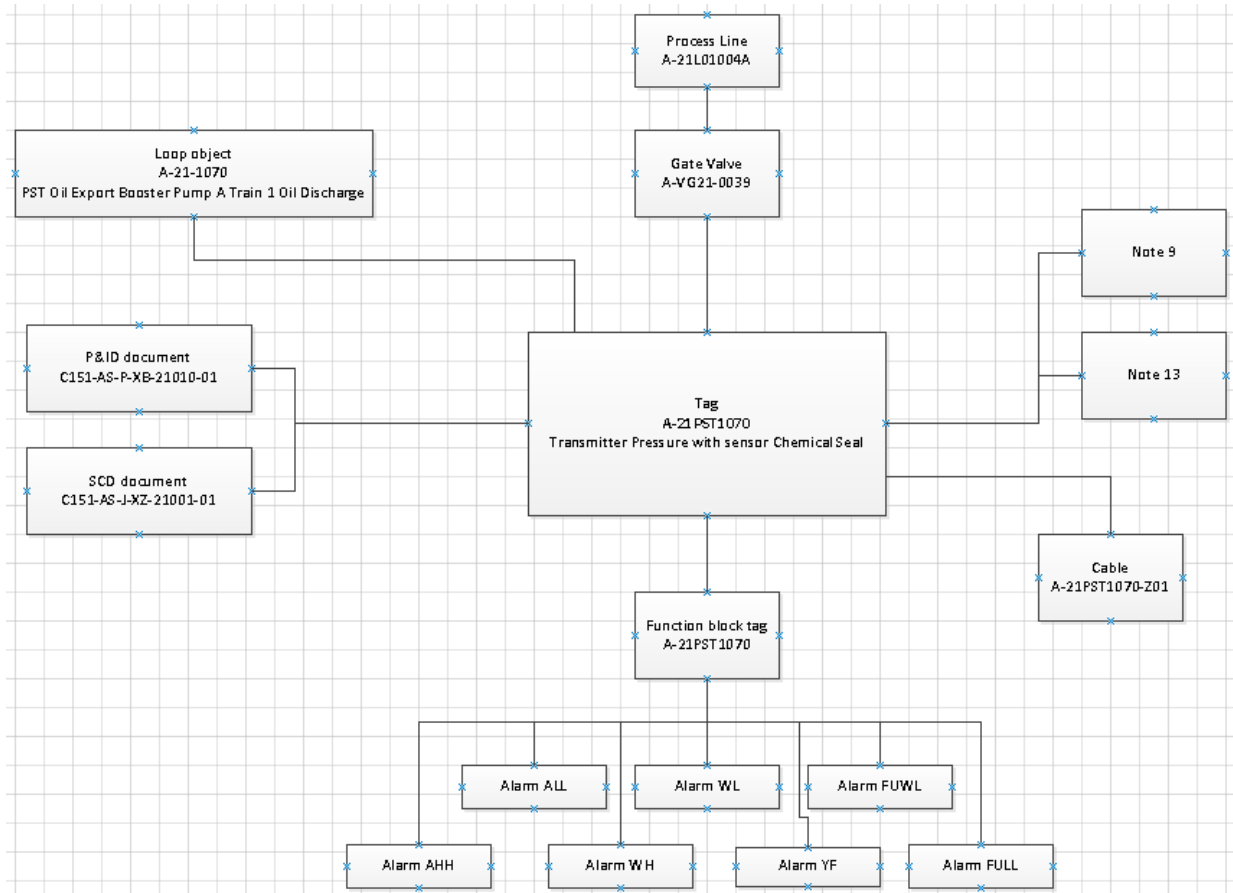 Process Line
A-21L01004A
Loop object
A-21-1070
PST Oil Export Booster Pump A Train 1 Oil Discharge
Gate Valve
A-VG21-0039
Note 9
P&ID document
C151-AS-P-XB-21010-01
Note 13
Tag
A-21PST1070
Transmitter Pressure with sensor Chemical Seal
SCD document
C151-AS-J-XZ-21001-01
Cable
A-21PST1070-Z01
Function block tag
A-21PST1070
Alarm ALL
Alarm WL
Alarm FUWL
Alarm AHH
Alarm WH
Alarm YF
Alarm FULL